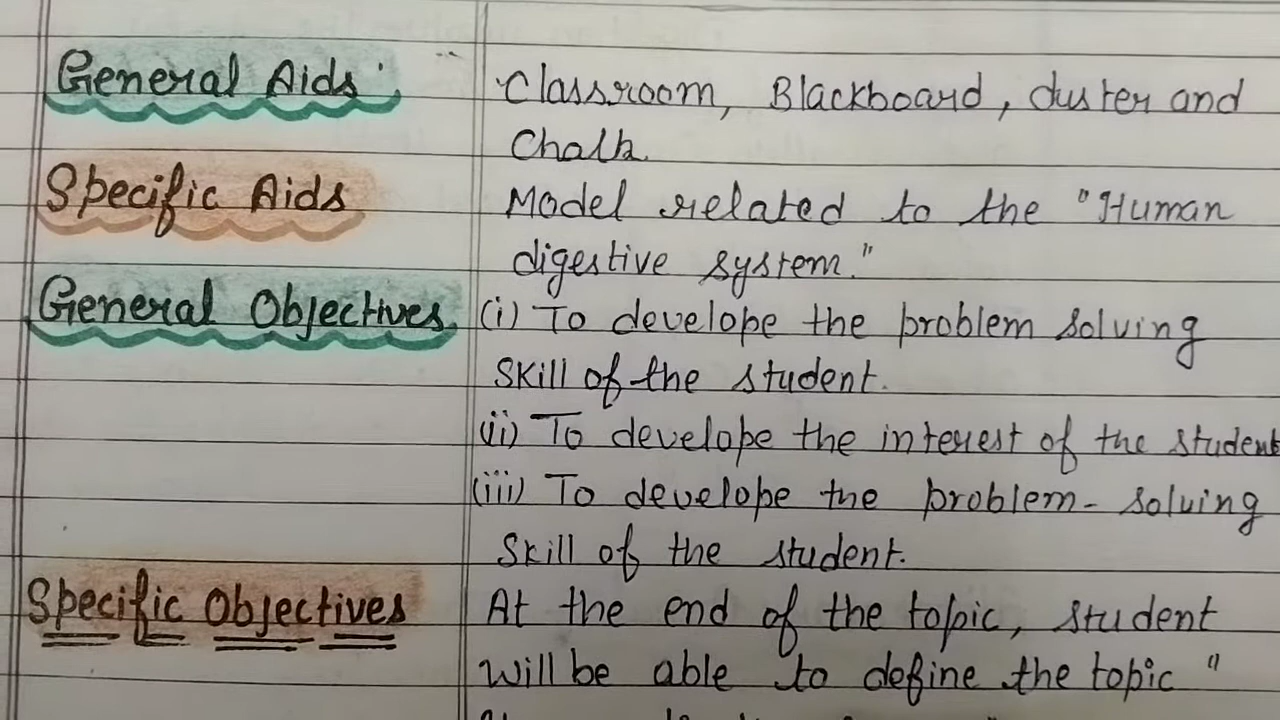 General Aids Classroom, Blackboard, duster and
Chalk.
Specific Aids Model related to the "Human
digestive system."
General Objectives (i) To develope the problem solving
skill of the student.
(ii) To develope the interest of the student
(iii) To develope the problem-solving
skill of the student.
Specific Objectives At the end of the topic, student
will be able to define the topic "